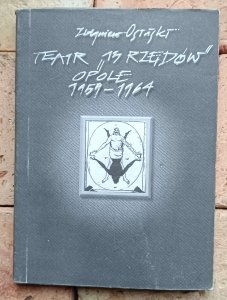 Zbigniew Osiński
TEATR „13 RZĘDÓW”
OPOLE
1959–1964